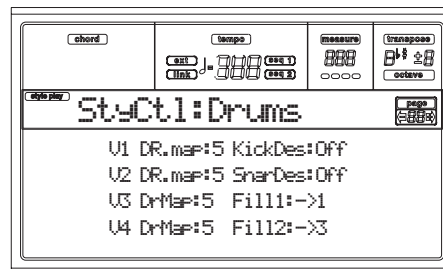 chord tempo measure transpose
ext seq 1
link seq 2
octave
style play StyCtl:Drums page
V1 DR.map:5 KickDes:Off
V2 DR.map:5 SnarDes:Off
V3 DrMap:5 Fill1:->1
V4 DrMap:5 Fill2:->3